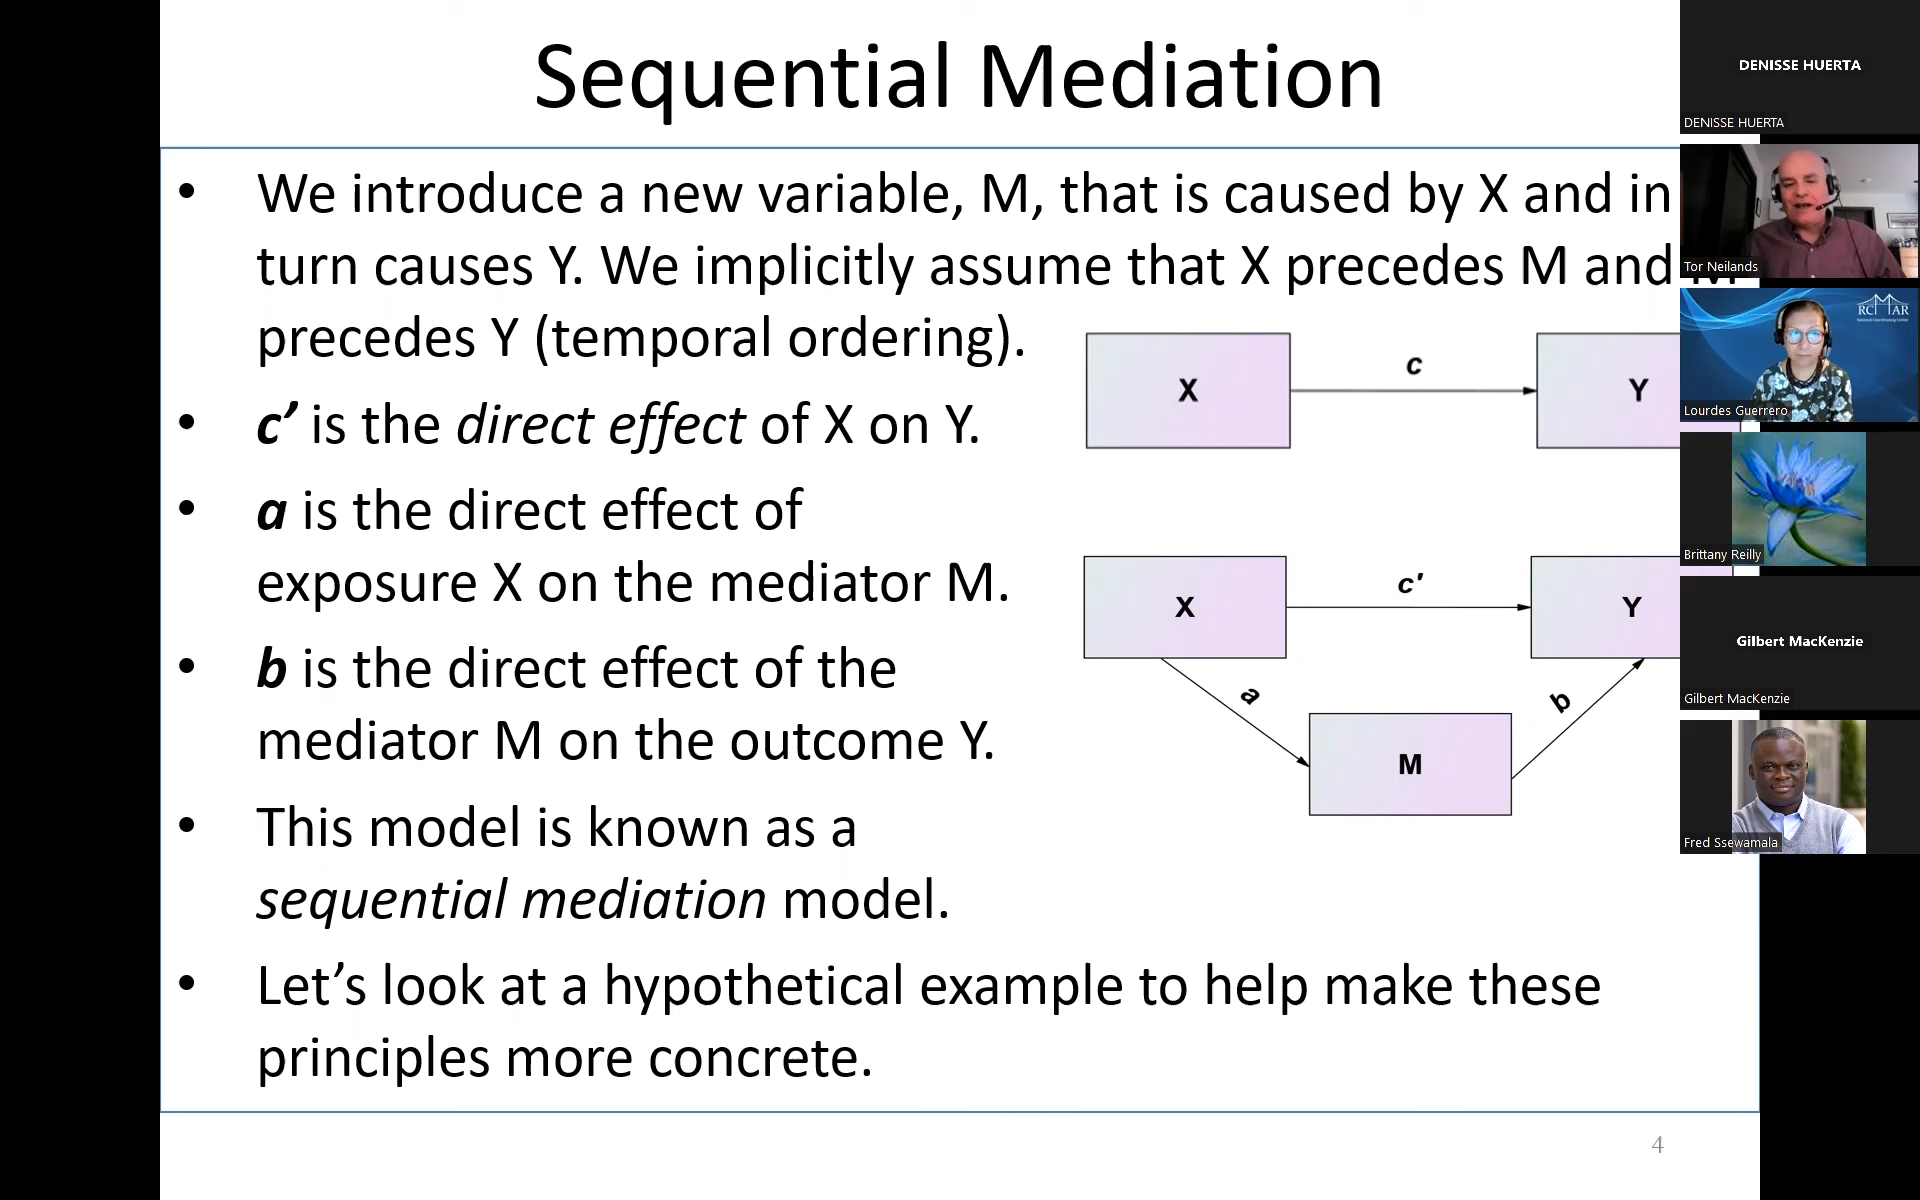 Sequential Mediation
• We introduce a new variable, M, that is caused by X and in
turn causes Y. We implicitly assume that X precedes M and
precedes Y (temporal ordering).
• c’ is the direct effect of X on Y.
• a is the direct effect of
exposure X on the mediator M.
• b is the direct effect of the
mediator M on the outcome Y.
• This model is known as a
sequential mediation model.
• Let’s look at a hypothetical example to help make these
principles more concrete.
X
c
Y
X
c'
Y
a
b
M
4
DENISSE HUERTA
DENISSE HUERTA
Tor Neilands
RCMAR
Lourdes Guerrero
Brittany Reilly
Gilbert MacKenzie
Gilbert MacKenzie
Fred Ssewamala